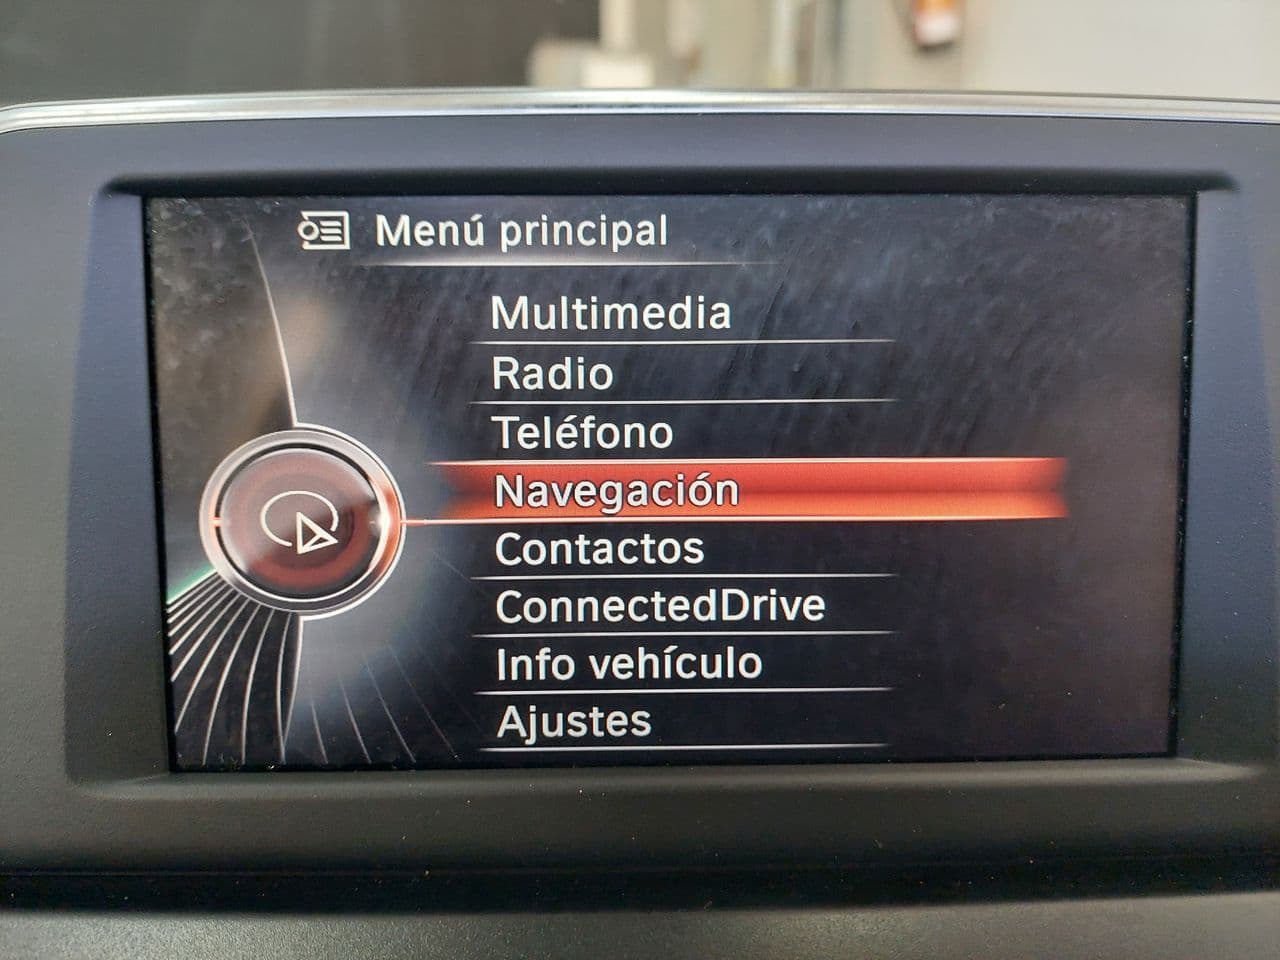 Menú principal
Multimedia
Radio
Teléfono
Navegación
Contactos
ConnectedDrive
Info vehículo
Ajustes